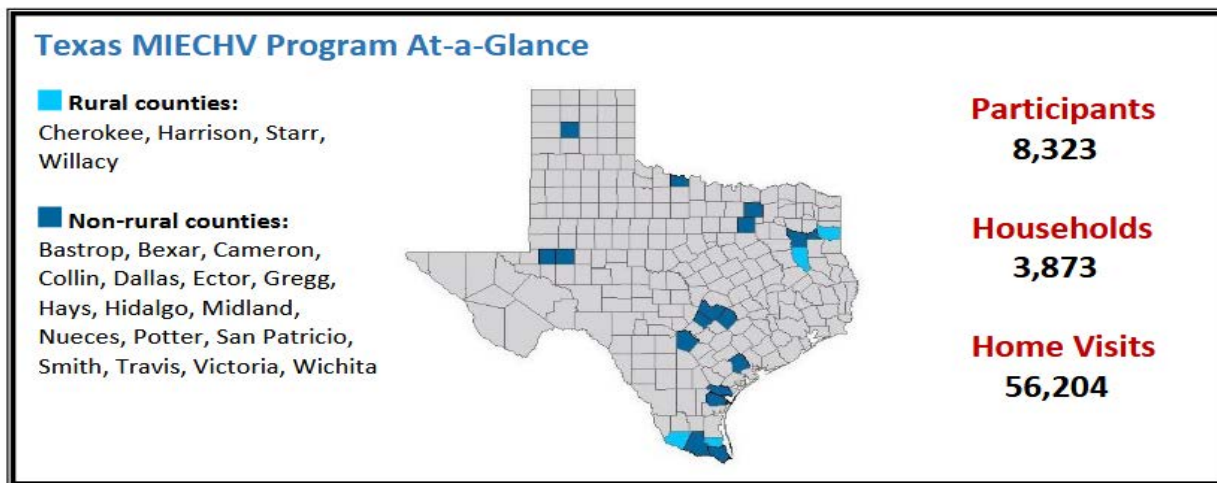 Texas MIECHV Program At-a-Glance
Rural counties:
Cherokee, Harrison, Starr,
Willacy
Non-rural counties:
Bastrop, Bexar, Cameron,
Collin, Dallas, Ector, Gregg,
Hays, Hidalgo, Midland,
Nueces, Potter, San Patricio,
Smith, Travis, Victoria, Wichita
Participants
8,323
Households
3,873
Home Visits
56,204